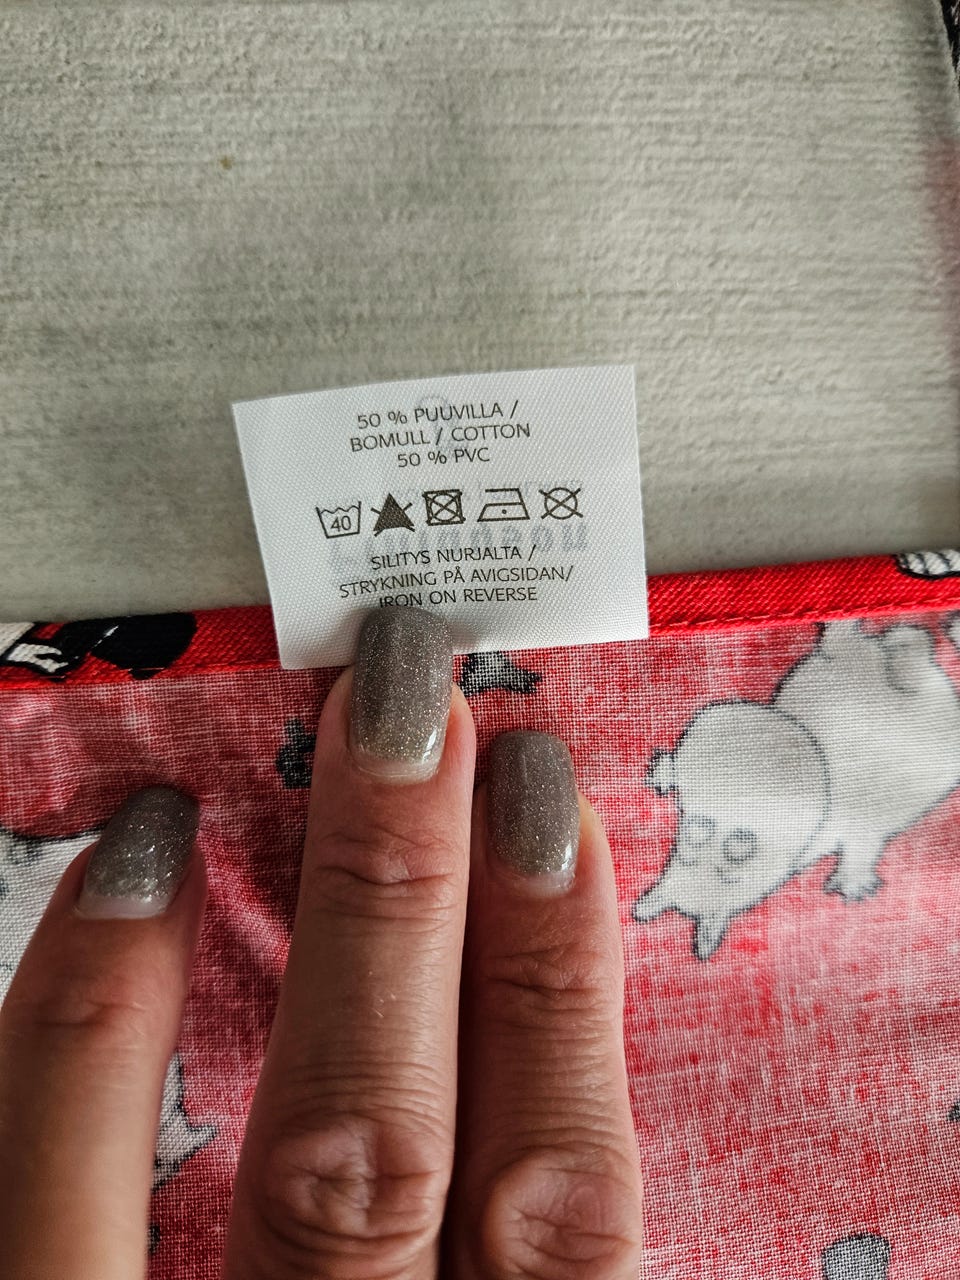 50 % PUUVILLA /
BOMULL / COTTON
50 % PVC
40
SILITYS NURJALTA /
STRYKNING PÅ AVIGSIDAN/
IRON ON REVERSE